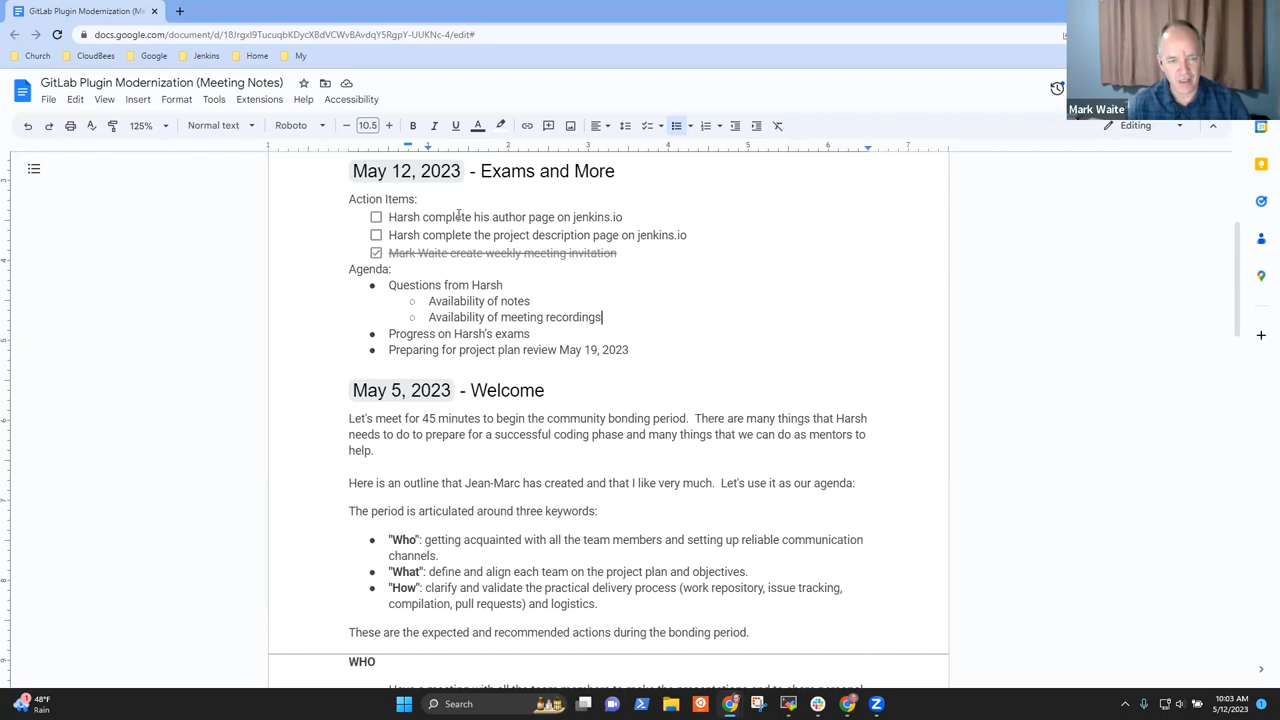 GitLab Plugin Modernization (Me
docs.google.com/document/d/18JrgxI9TucuqbKDycXBdVCWvBAvdqY5RgpY-UUKNc-4/edit#
Church CloudBees Google Jenkins Home My
GitLab Plugin Modernization (Meeting Notes)
File Edit View Insert Format Tools Extensions Help Accessibility
Mark Waite
125% Normal text Roboto 10.5 B I U A Editing
1 1 2 3 4 5 6 7
May 12, 2023 - Exams and More
Action Items:
Harsh complete his author page on jenkins.io
Harsh complete the project description page on jenkins.io
Mark Waite create weekly meeting invitation
Agenda:
Questions from Harsh
Availability of notes
Availability of meeting recordings
Progress on Harsh's exams
Preparing for project plan review May 19, 2023
May 5, 2023 - Welcome
Let's meet for 45 minutes to begin the community bonding period. There are many things that Harsh
needs to do to prepare for a successful coding phase and many things that we can do as mentors to
help.
Here is an outline that Jean-Marc has created and that I like very much. Let's use it as our agenda:
The period is articulated around three keywords:
"Who": getting acquainted with all the team members and setting up reliable communication
channels.
"What": define and align each team on the project plan and objectives.
"How": clarify and validate the practical delivery process (work repository, issue tracking,
compilation, pull requests) and logistics.
These are the expected and recommended actions during the bonding period.
WHO
48°F
Rain
Search
10:03 AM
5/12/2023